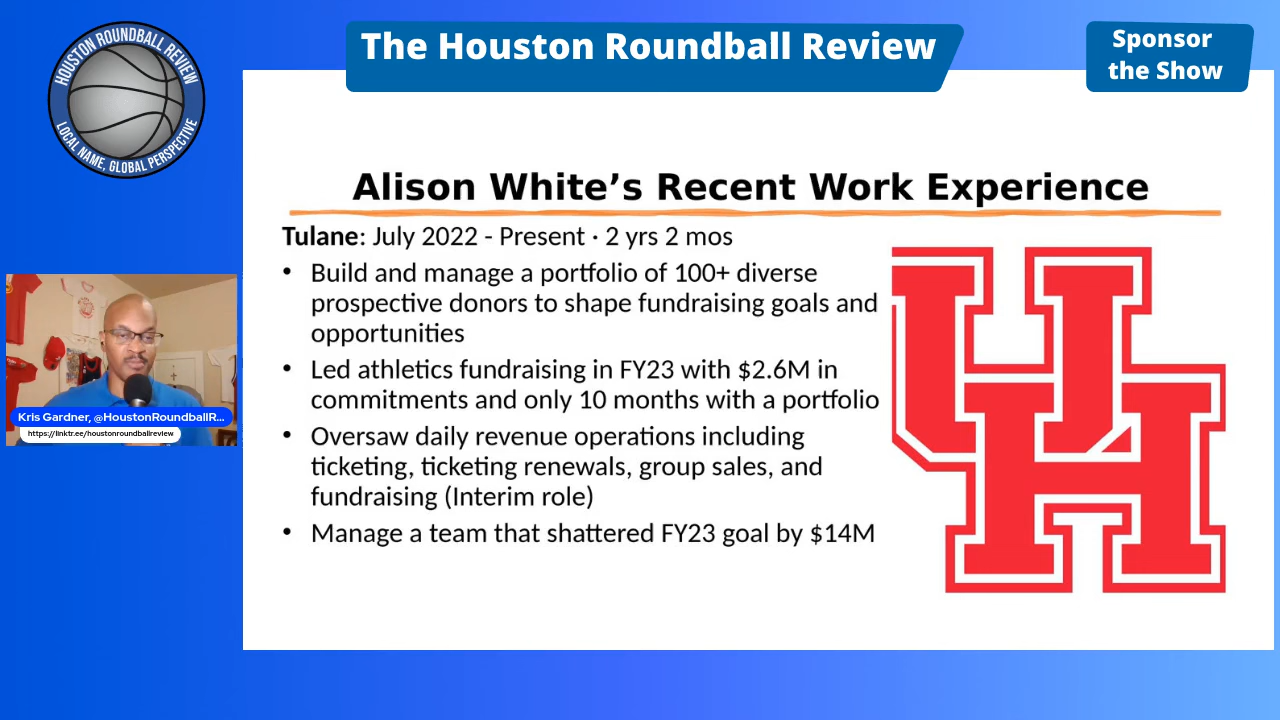 HOUSTON ROUNDBALL REVIEW
LOCAL NAME, GLOBAL PERSPECTIVE
The Houston Roundball Review
Sponsor
the Show
Alison White’s Recent Work Experience
Tulane: July 2022 - Present · 2 yrs 2 mos
• Build and manage a portfolio of 100+ diverse
prospective donors to shape fundraising goals and
opportunities
• Led athletics fundraising in FY23 with $2.6M in
commitments and only 10 months with a portfolio
• Oversaw daily revenue operations including
ticketing, ticketing renewals, group sales, and
fundraising (Interim role)
• Manage a team that shattered FY23 goal by $14M
UH
Kris Gardner, @HoustonRoundballR...
https://linktr.ee/houstonroundballreview